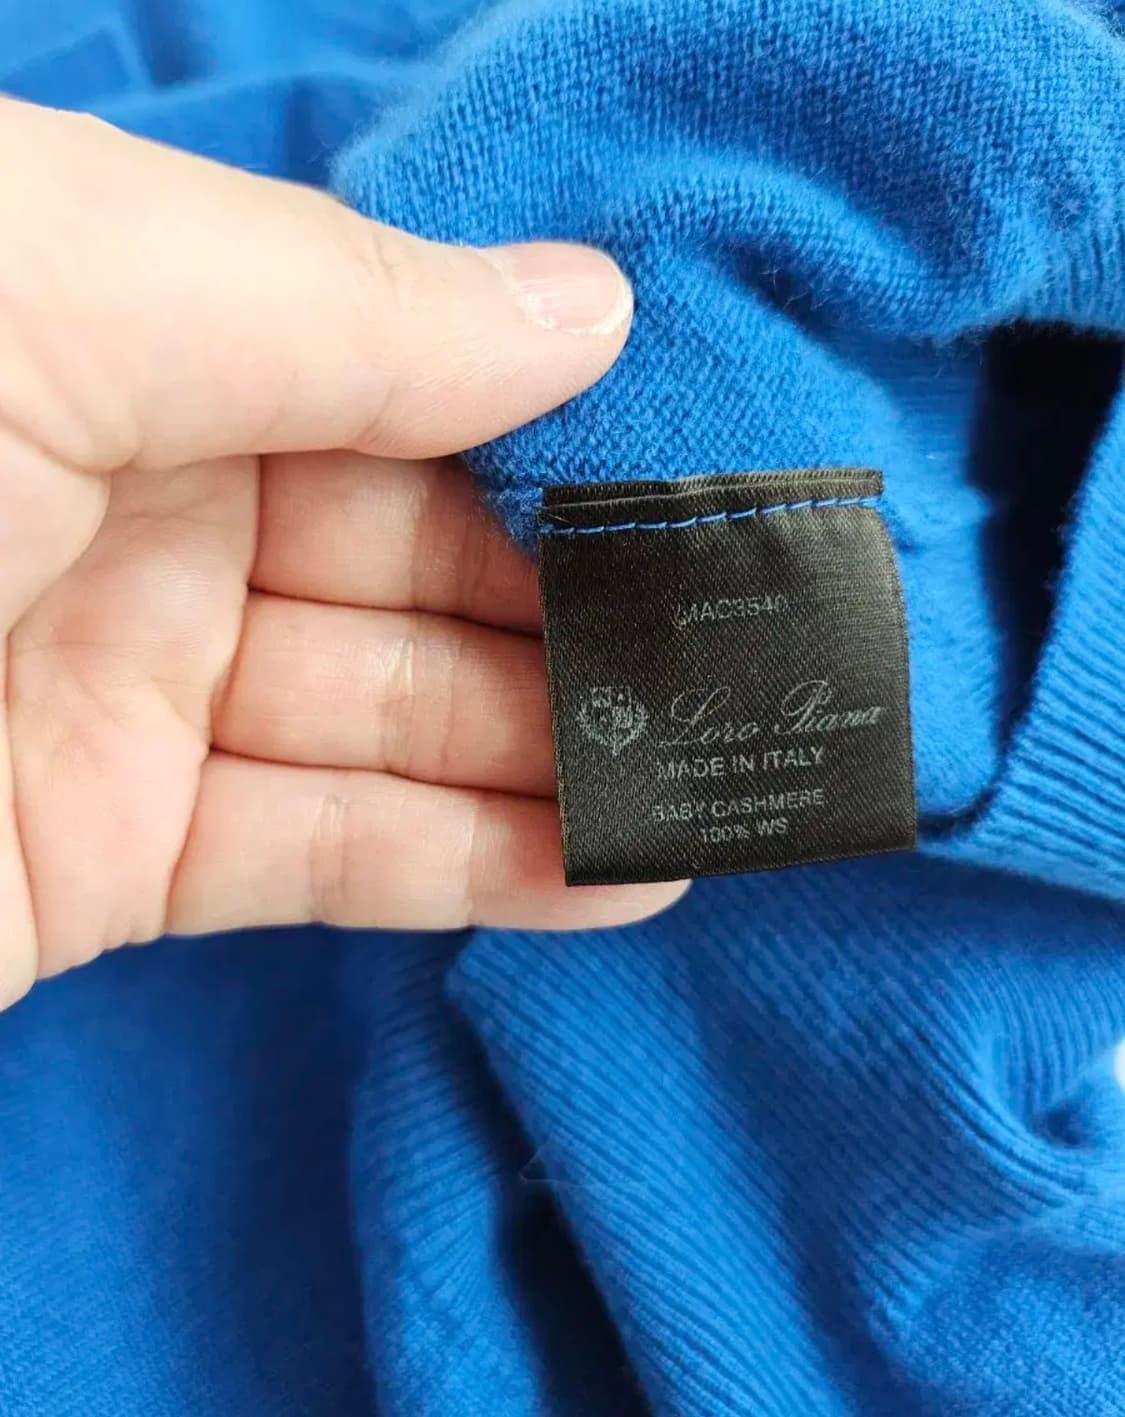 MAC3540
Loro Piana
MADE IN ITALY
BABY CASHMERE
100% WS